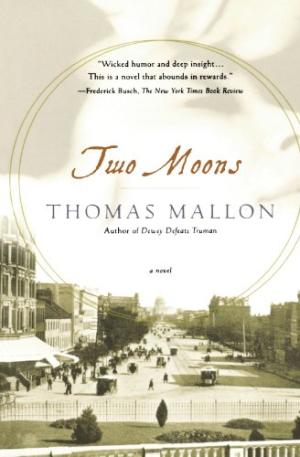 "Wicked humor and deep insight...
This is a novel that abounds in rewards."
—Frederick Busch, The New York Times Book Review
Two Moons
THOMAS MALLON
Author of Dewey Defeats Truman
a novel